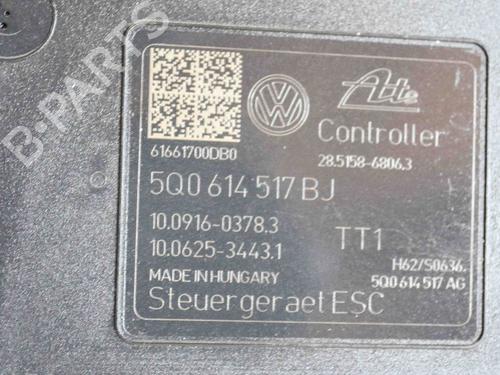 B-PARTS
Ate
Controller
61661700DB0
28.5158-6806.3
5Q0 614 517 BJ
10.0916-0378.3
TT1
10.0625-3443.1
H62/S0636.
MADE IN HUNGARY
5Q0 614 517 AG
Steuergeraet ESC